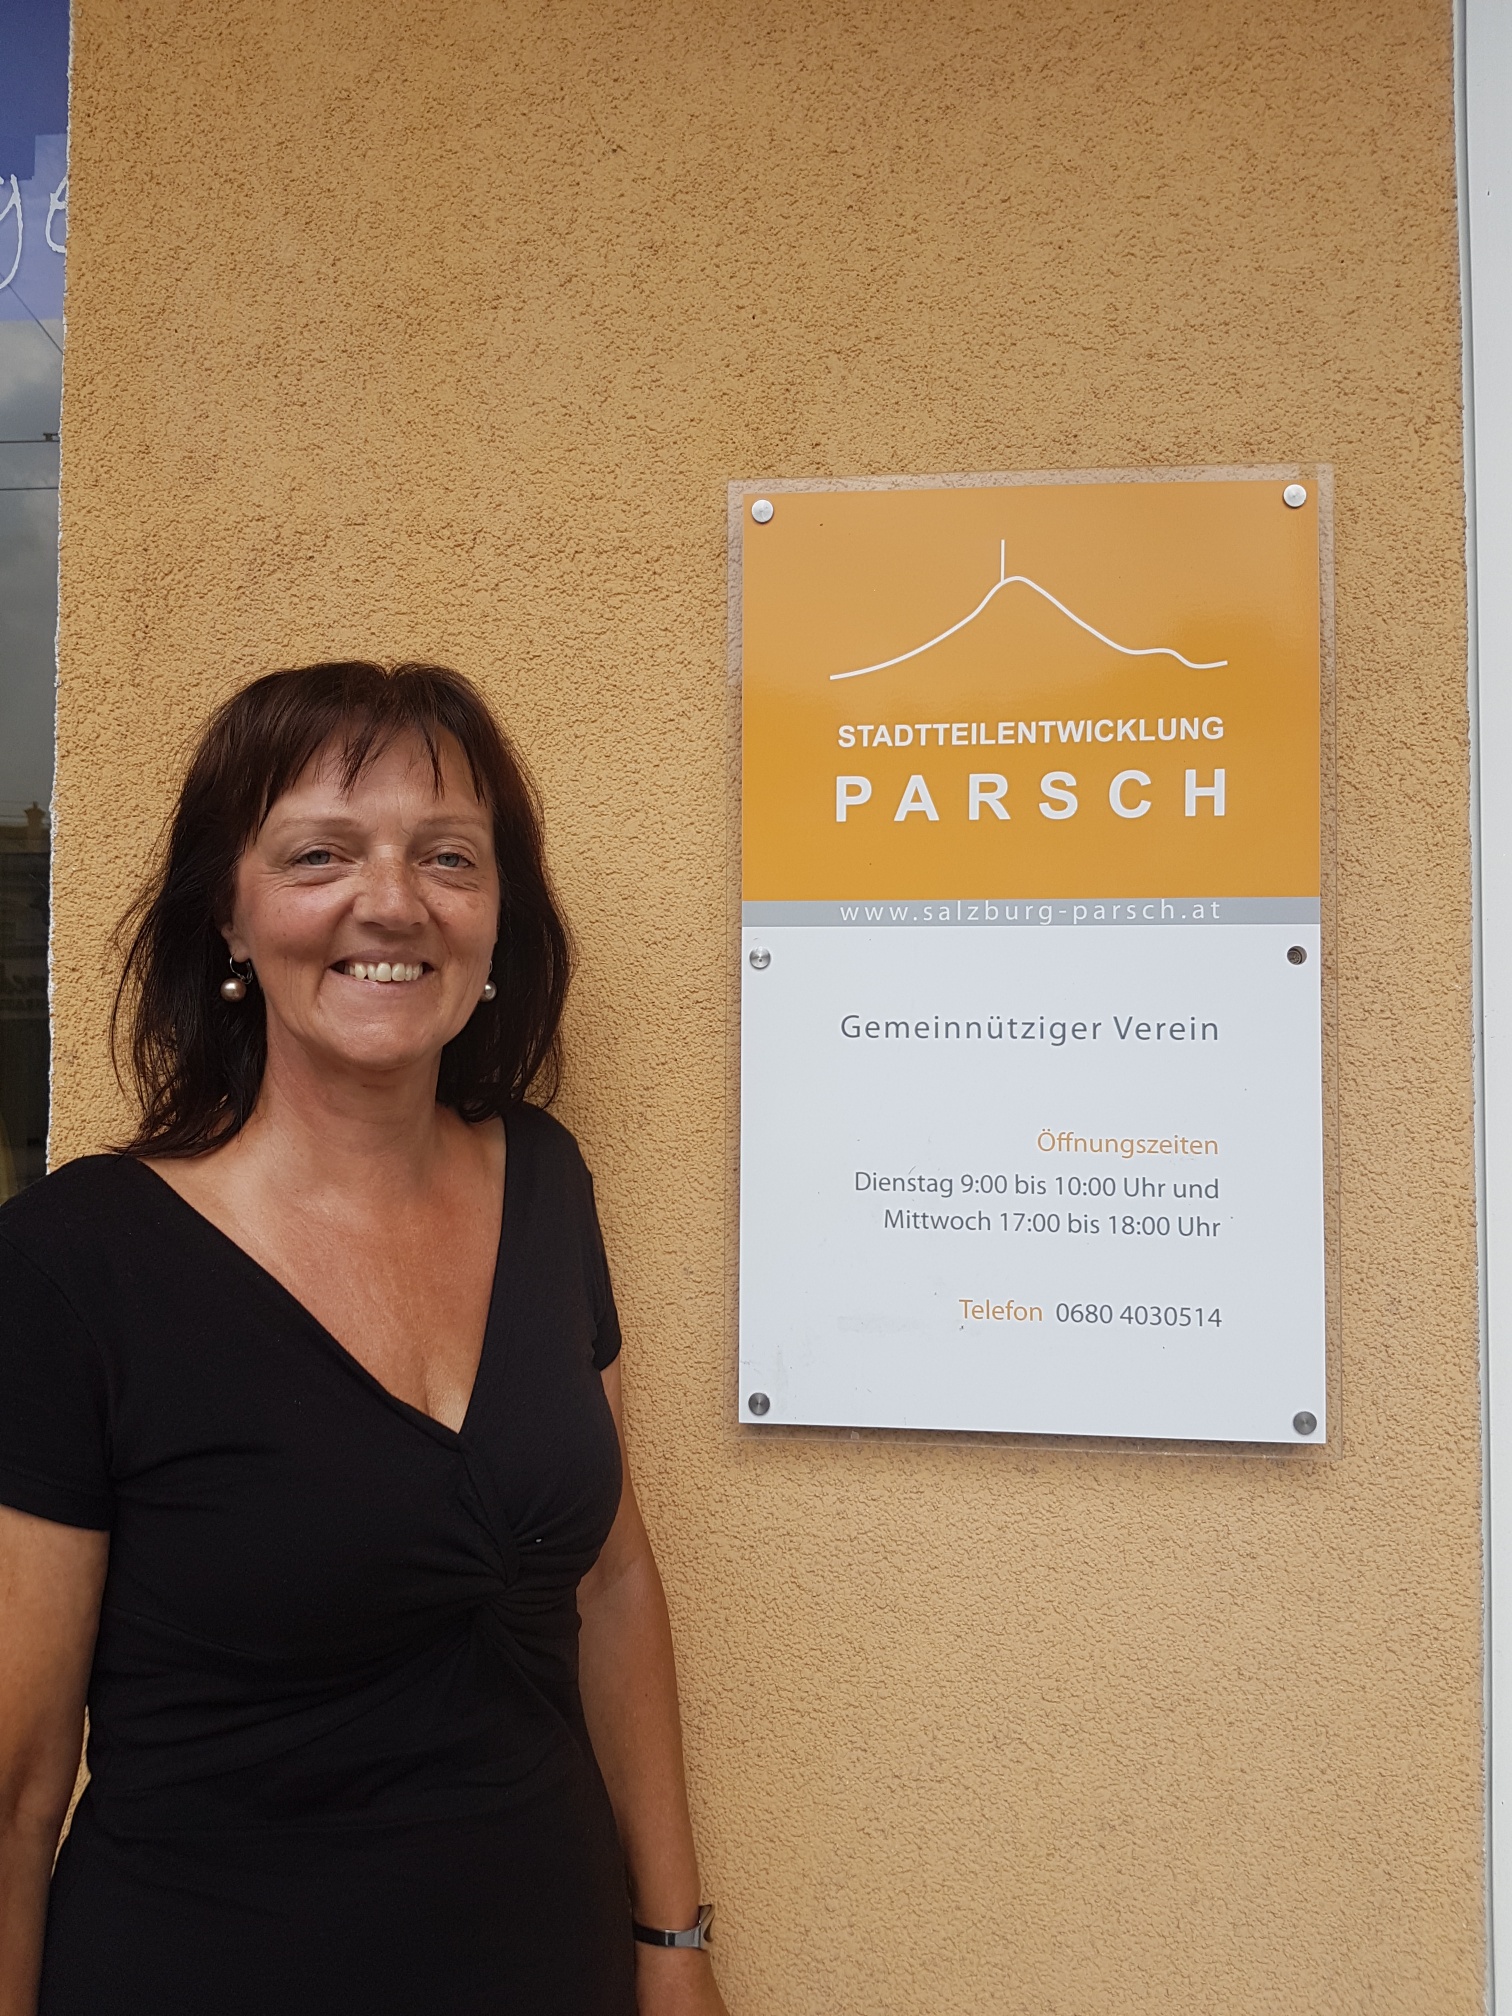 STADTTEILENTWICKLUNG
PARSCH
www.salzburg-parsch.at
Gemeinnütziger Verein
Öffnungszeiten
Dienstag 9:00 bis 10:00 Uhr und
Mittwoch 17:00 bis 18:00 Uhr
Telefon 0680 4030514